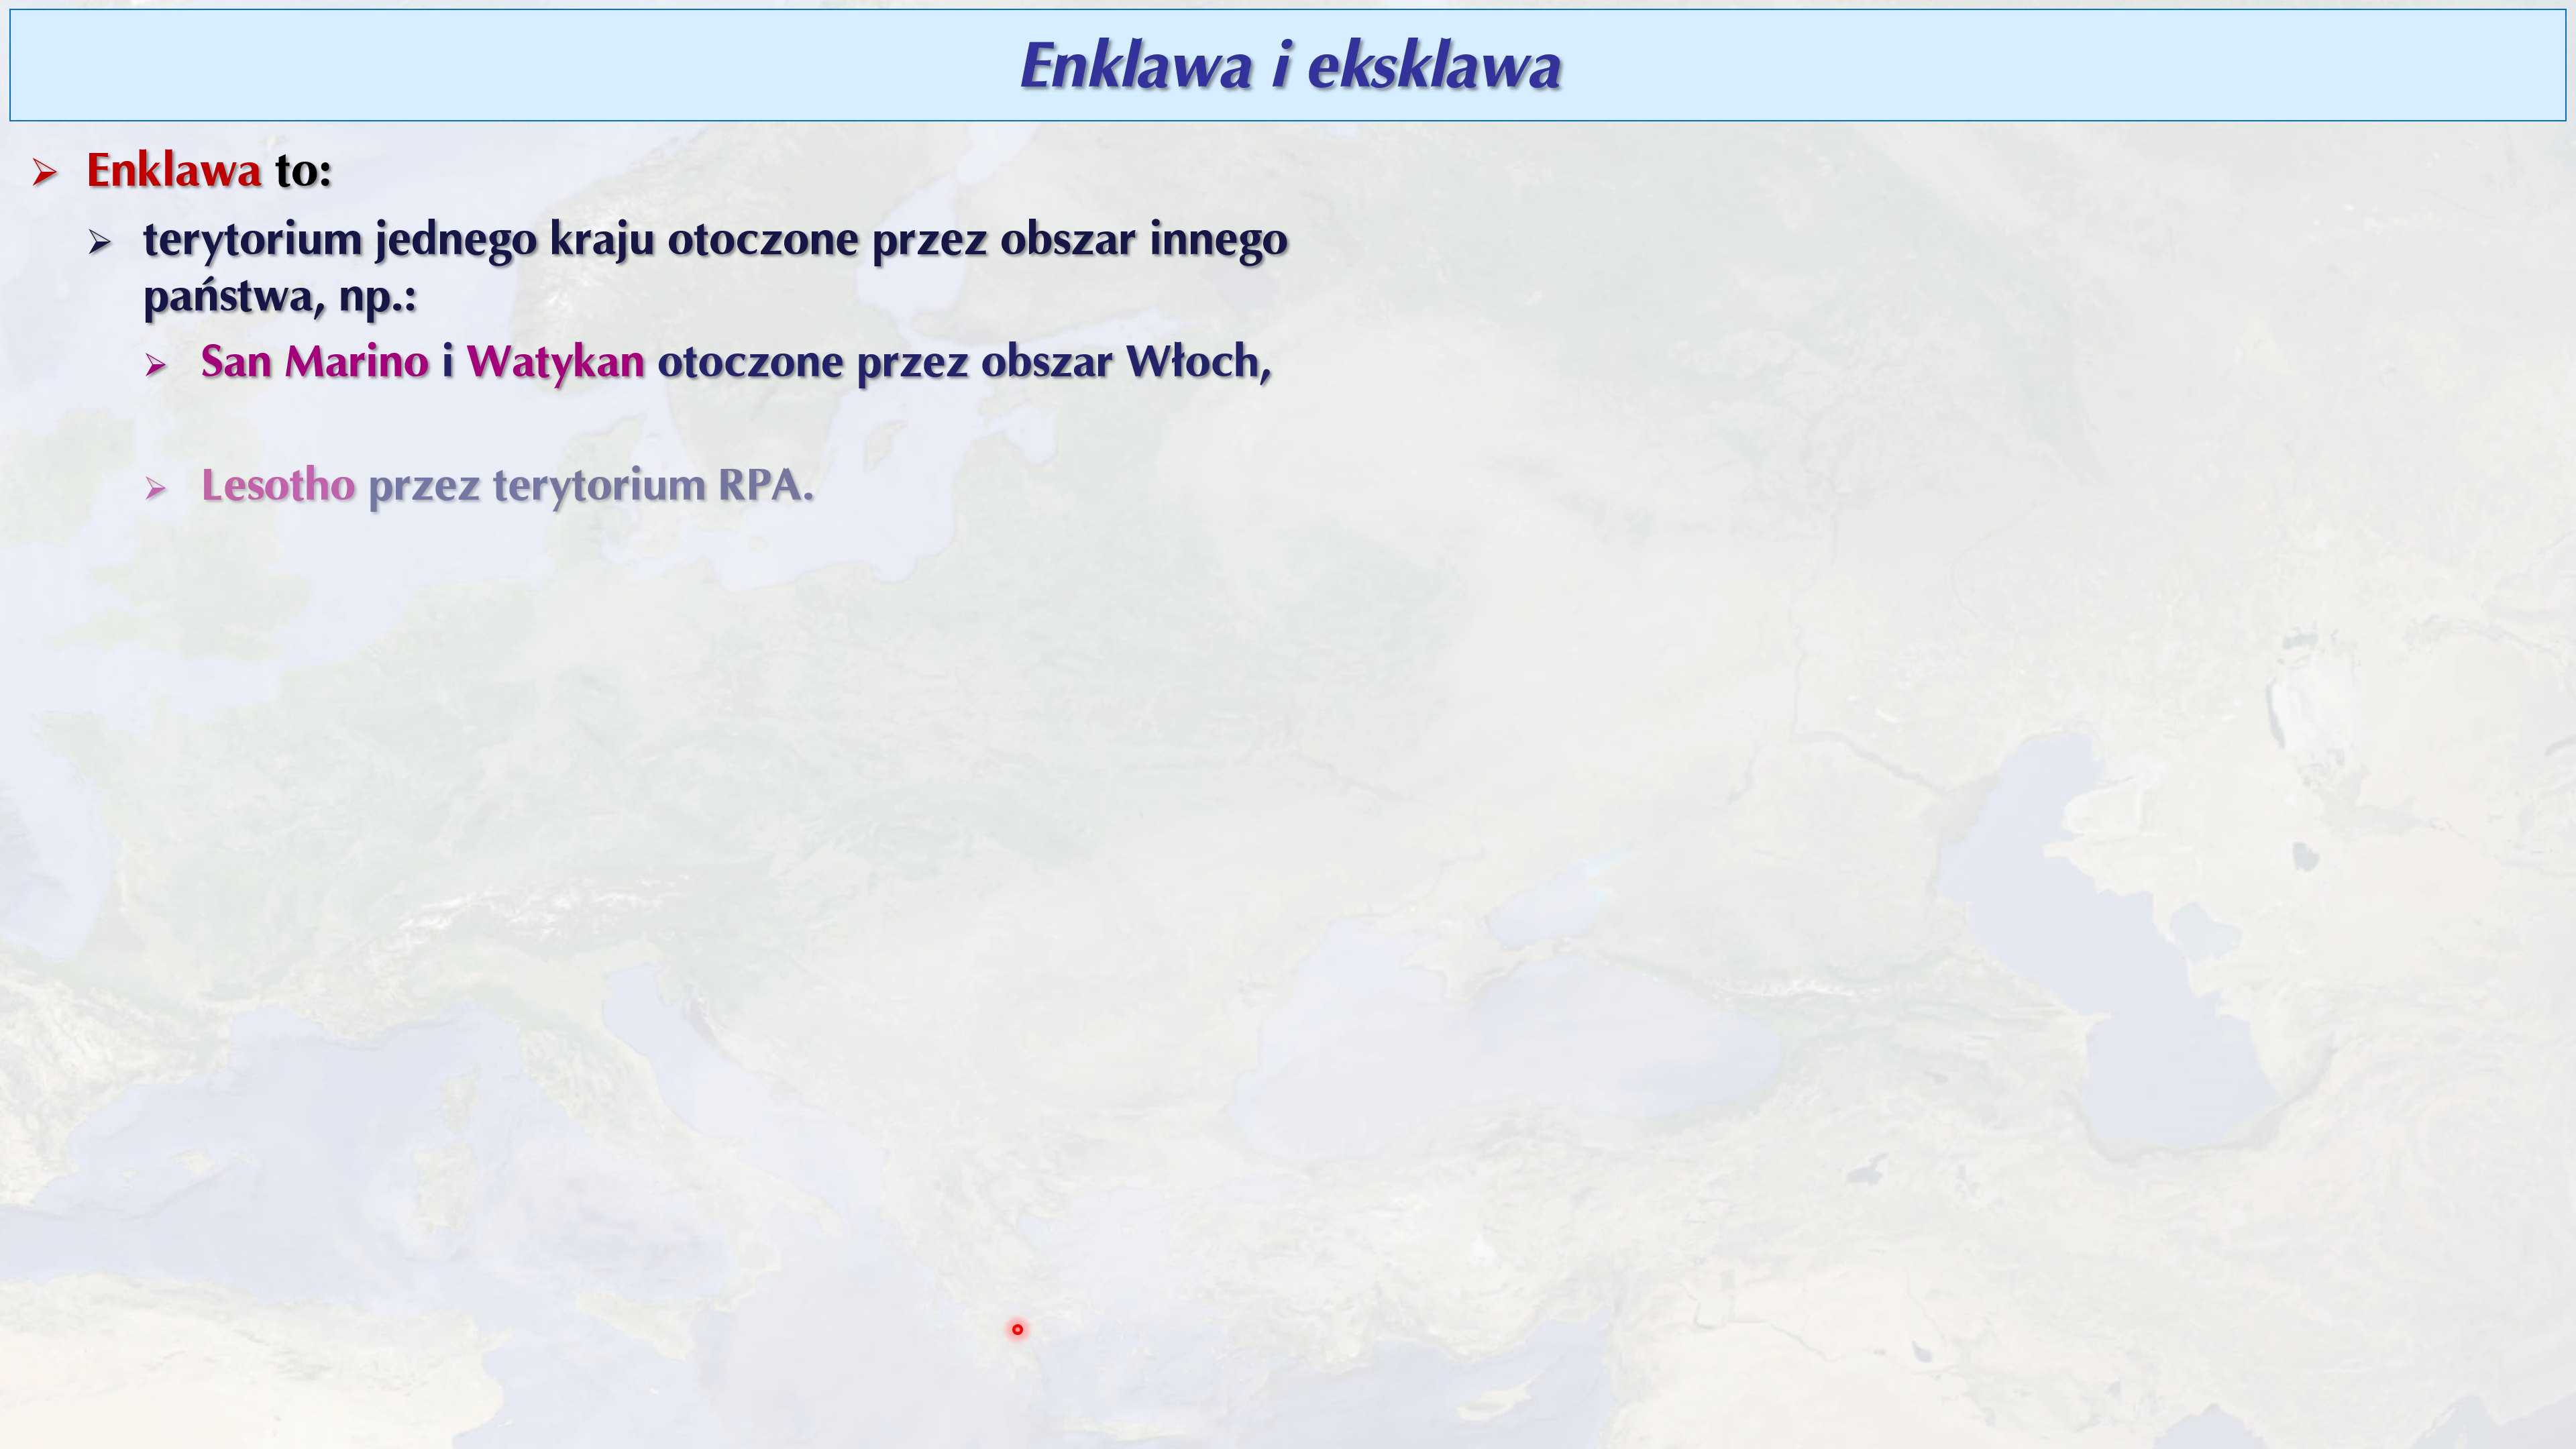 Enklawa i eksklawa
Enklawa to:
terytorium jednego kraju otoczone przez obszar innego
państwa, np.:
San Marino i Watykan otoczone przez obszar Włoch,
Lesotho przez terytorium RPA.